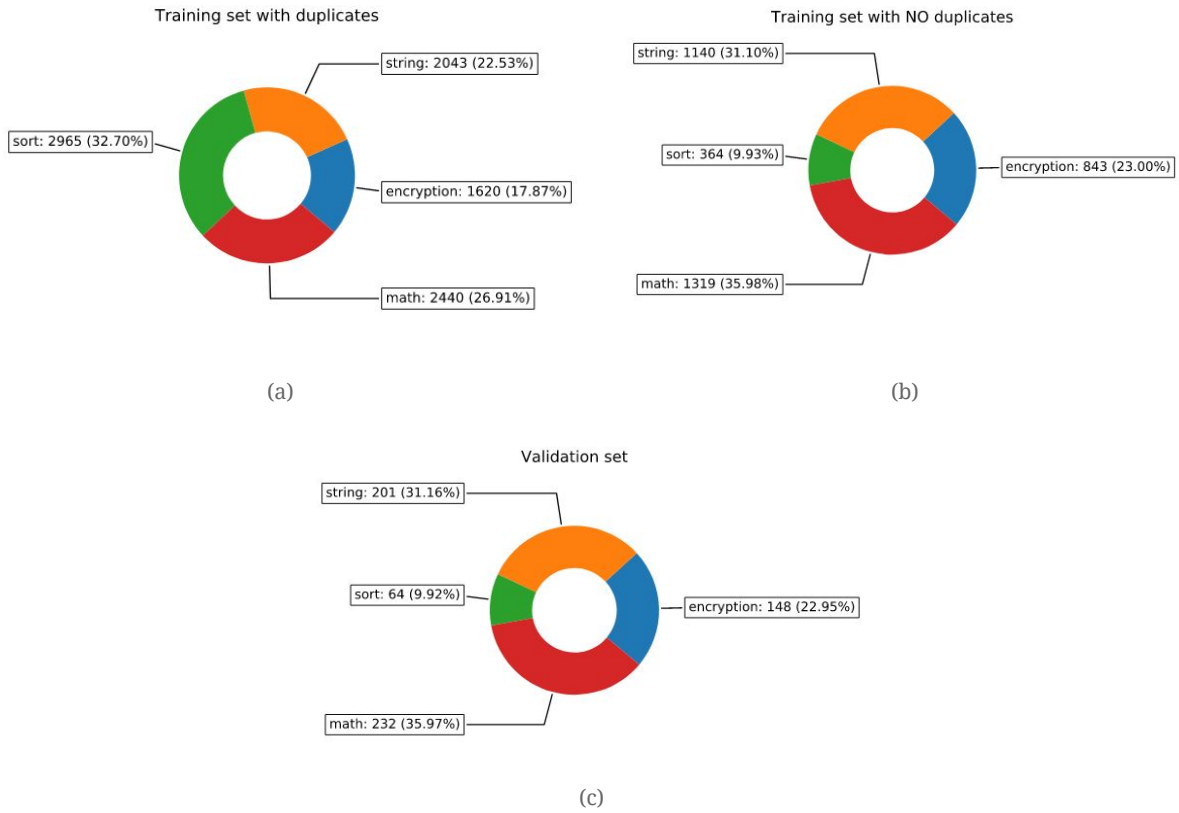 Training set with duplicates
string: 2043 (22.53%)
sort: 2965 (32.70%)
encryption: 1620 (17.87%)
math: 2440 (26.91%)
(a)
Training set with NO duplicates
string: 1140 (31.10%)
sort: 364 (9.93%)
encryption: 843 (23.00%)
math: 1319 (35.98%)
(b)
Validation set
string: 201 (31.16%)
sort: 64 (9.92%)
encryption: 148 (22.95%)
math: 232 (35.97%)
(c)